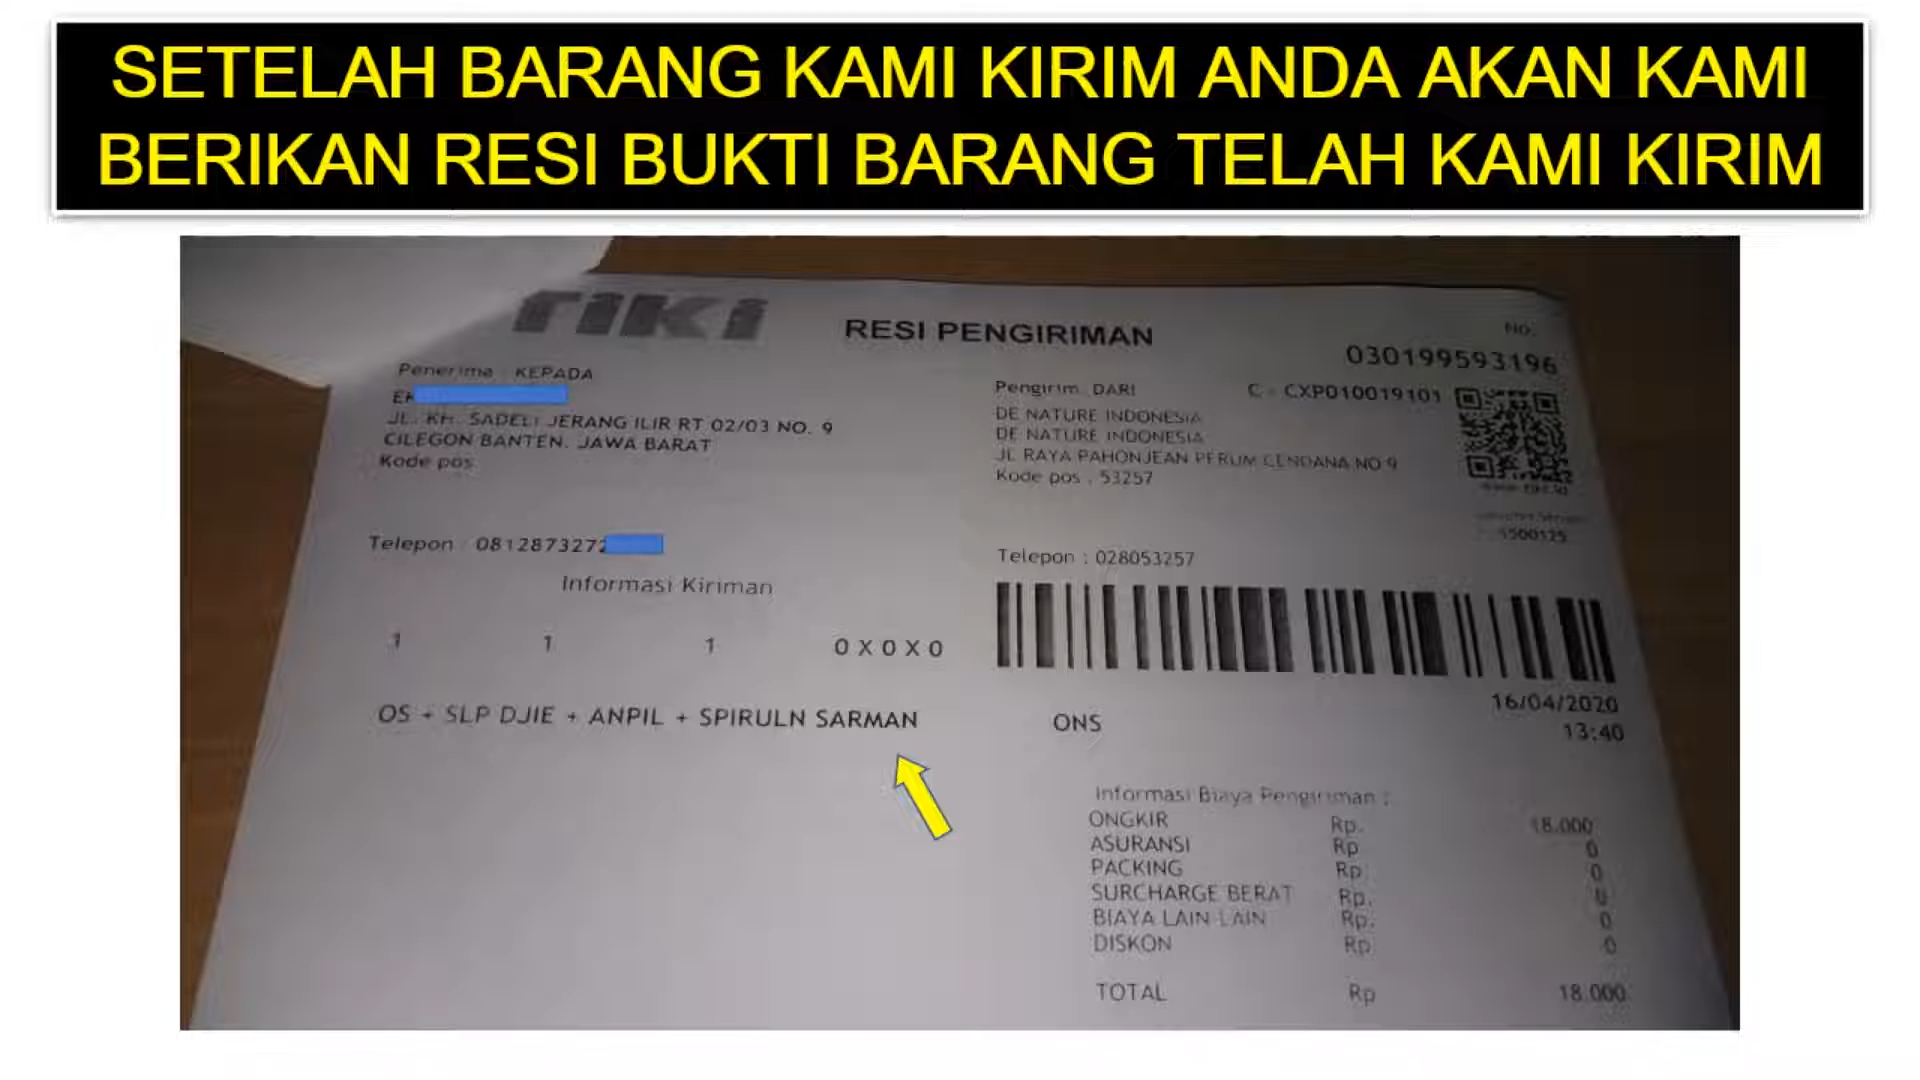 SETELAH BARANG KAMI KIRIM ANDA AKAN KAMI
BERIKAN RESI BUKTI BARANG TELAH KAMI KIRIM
riki
RESI PENGIRIMAN
No.
030199593196
Penerima : KEPADA
JL. KH. SADELI JERANG ILIR RT 02/03 NO. 9
CILEGON BANTEN. JAWA BARAT
Kode pos
Telepon : 0812873272
Pengirim. DARI
C - CXP010019101
DE NATURE INDONESIA
DE NATURE INDONESIA
JL RAYA PAHONJEAN PERUM CENDANA NO 9
Kode pos : 53257
1500125
Telepon : 028053257
Informasi Kiriman
1 1 1 0 X 0 X 0
OS + SLP DJIE + ANPIL + SPIRULN SARMAN
ONS
16/04/2020
13:40
Informasi Biaya Pengiriman :
ONGKIR Rp. 18.000
ASURANSI Rp 0
PACKING Rp 0
SURCHARGE BERAT Rp. 0
BIAYA LAIN-LAIN Rp. 0
DISKON Rp 0
TOTAL Rp 18.000